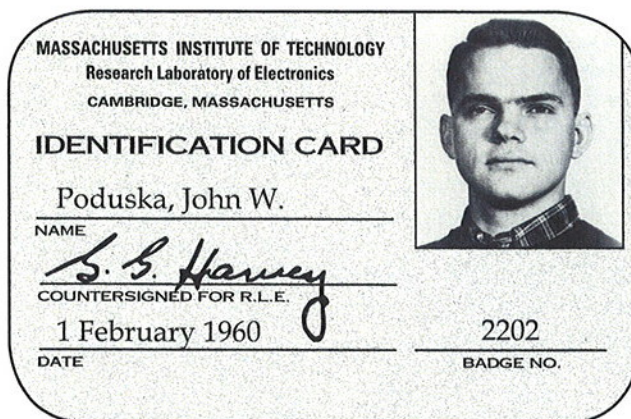 MASSACHUSETTS INSTITUTE OF TECHNOLOGY
Research Laboratory of Electronics
CAMBRIDGE, MASSACHUSETTS
IDENTIFICATION CARD
Poduska, John W.
NAME
G. G. Harvey
COUNTERSIGNED FOR R.L.E.
1 February 1960
DATE
2202
BADGE NO.